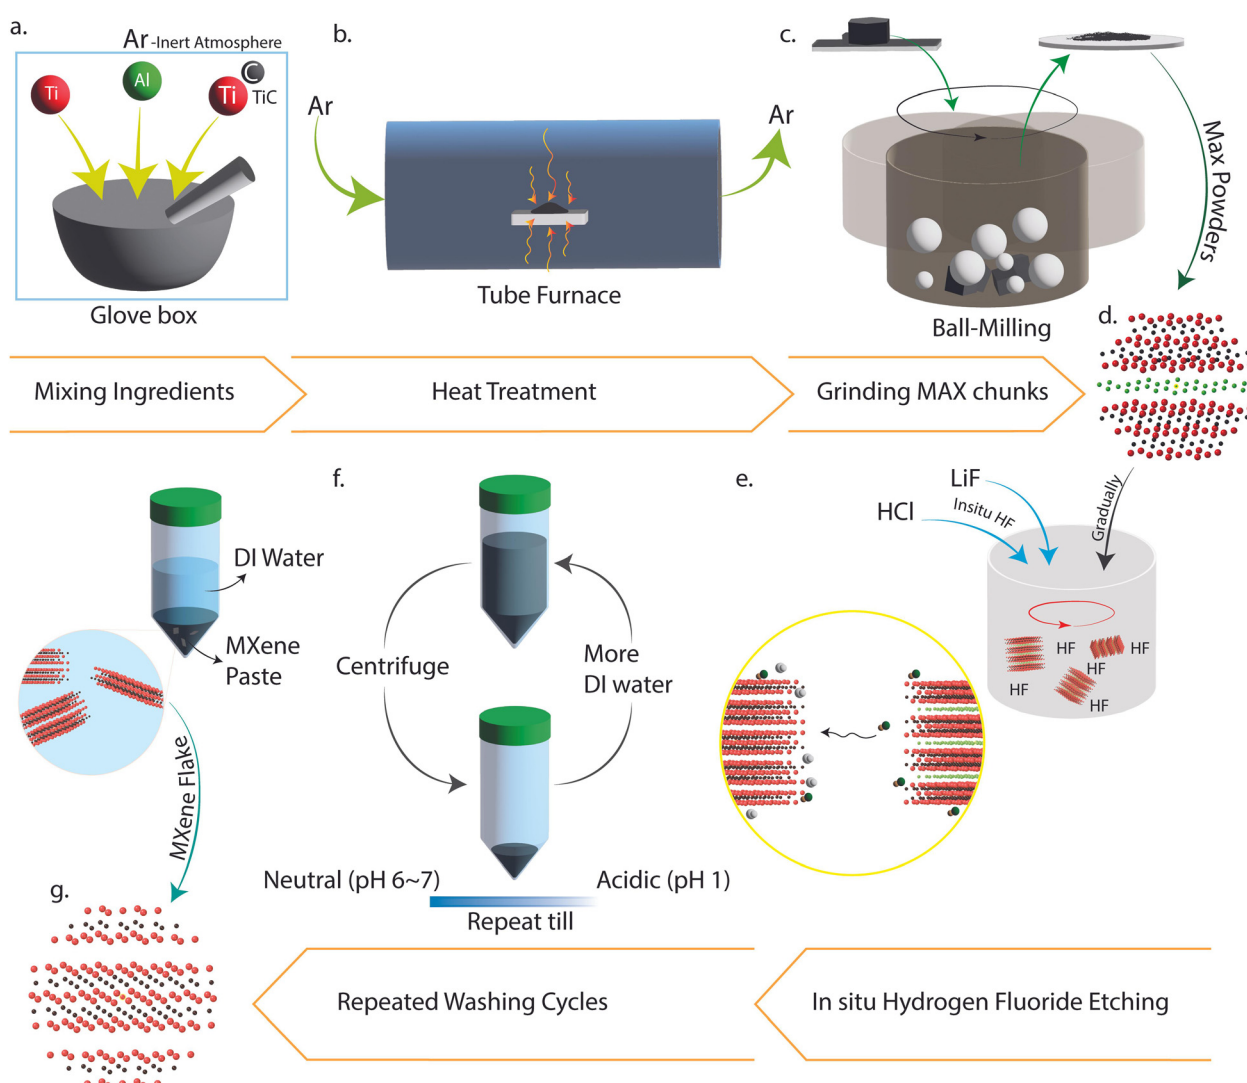 a.
Ar -Inert Atmosphere
Ti
Al
Ti
C
TiC
Glove box
b.
Ar
Ar
Tube Furnace
c.
Ball-Milling
Max Powders
d.
Mixing Ingredients
Heat Treatment
Grinding MAX chunks
e.
LiF
HCl
Insitu HF
Gradually
HF
HF
HF
HF
HF
f.
Centrifuge
More
DI water
DI Water
MXene
Paste
MXene Flake
Neutral (pH 6~7)
Acidic (pH 1)
Repeat till
g.
Repeated Washing Cycles
In situ Hydrogen Fluoride Etching